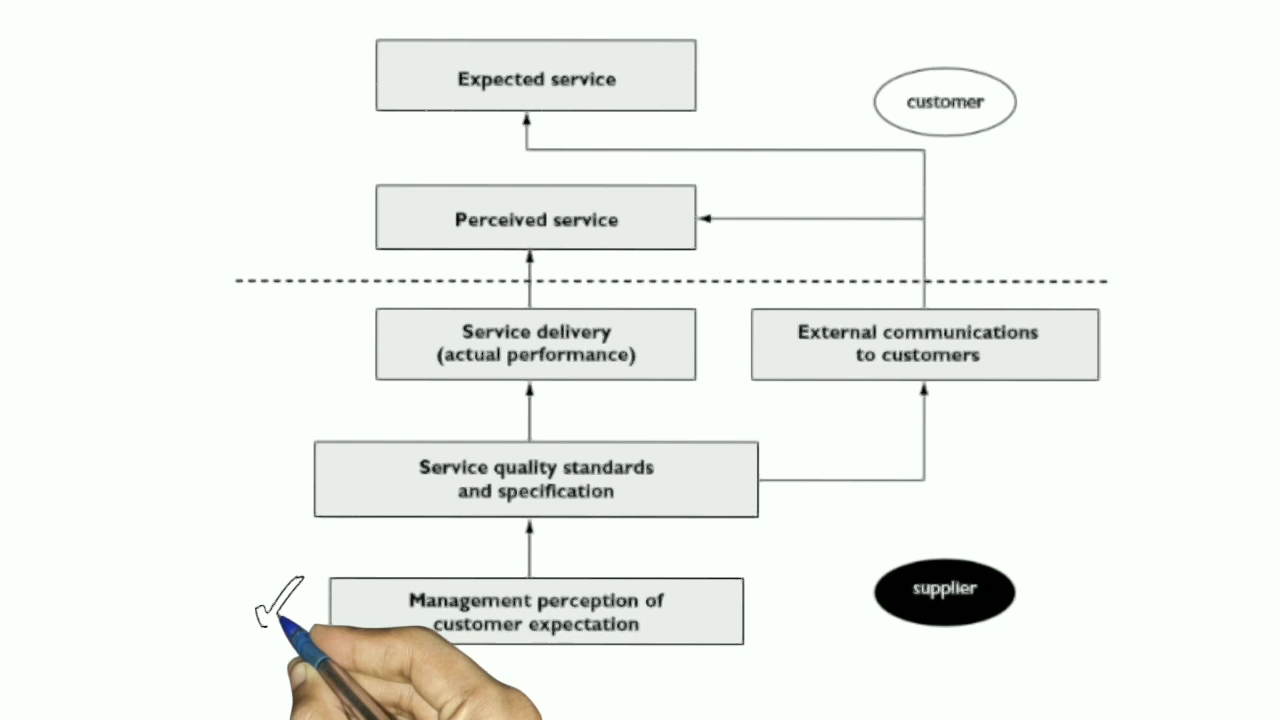 Expected service
customer
Perceived service
Service delivery
(actual performance)
External communications
to customers
Service quality standards
and specification
Management perception of
customer expectation
supplier